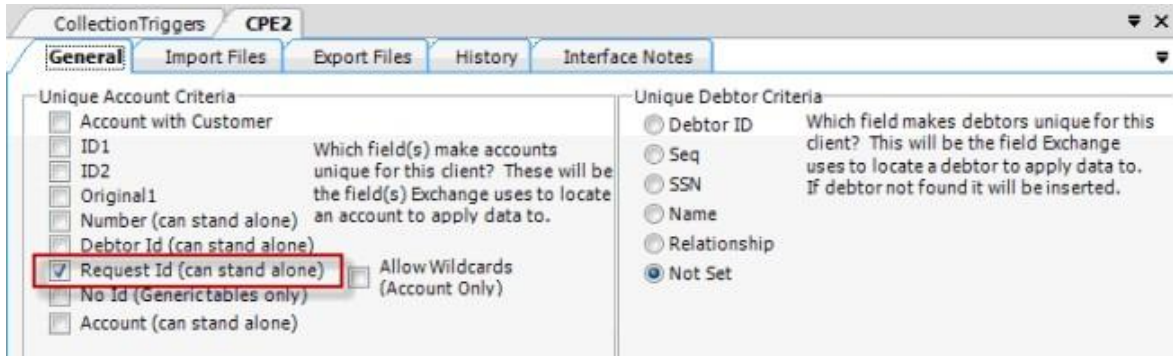 CollectionTriggers CPE2
General Import Files Export Files History Interface Notes
Unique Account Criteria
Account with Customer
ID1
ID2
Original1
Number (can stand alone)
Debtor Id (can stand alone)
Request Id (can stand alone)
No Id (Generic tables only)
Account (can stand alone)
Which field(s) make accounts
unique for this client? These will be
the field(s) Exchange uses to locate
an account to apply data to.
Allow Wildcards
(Account Only)
Unique Debtor Criteria
Debtor ID
Seq
SSN
Name
Relationship
Not Set
Which field makes debtors unique for this
client? This will be the field Exchange
uses to locate a debtor to apply data to.
If debtor not found it will be inserted.